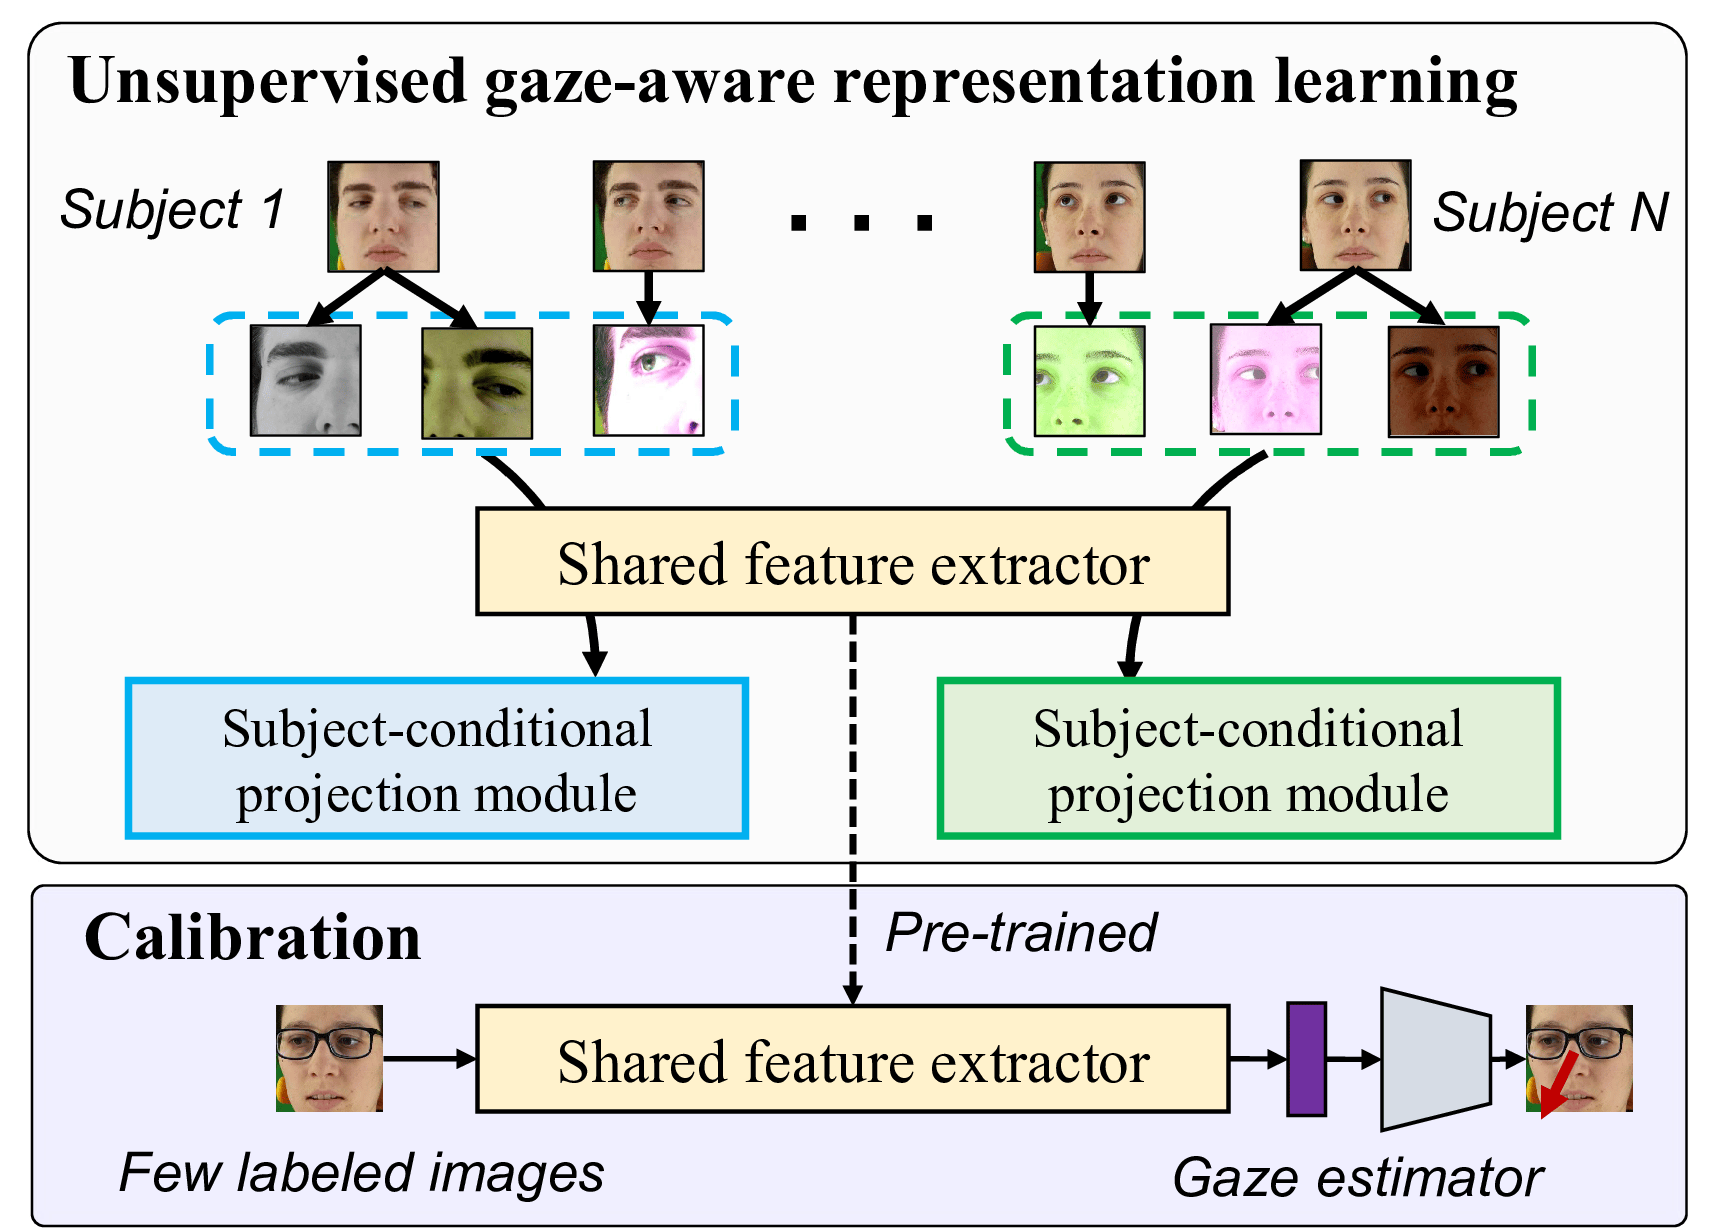 Unsupervised gaze-aware representation learning
Subject 1
. . .
Subject N
Shared feature extractor
Subject-conditional
projection module
Subject-conditional
projection module
Calibration
Pre-trained
Shared feature extractor
Few labeled images
Gaze estimator